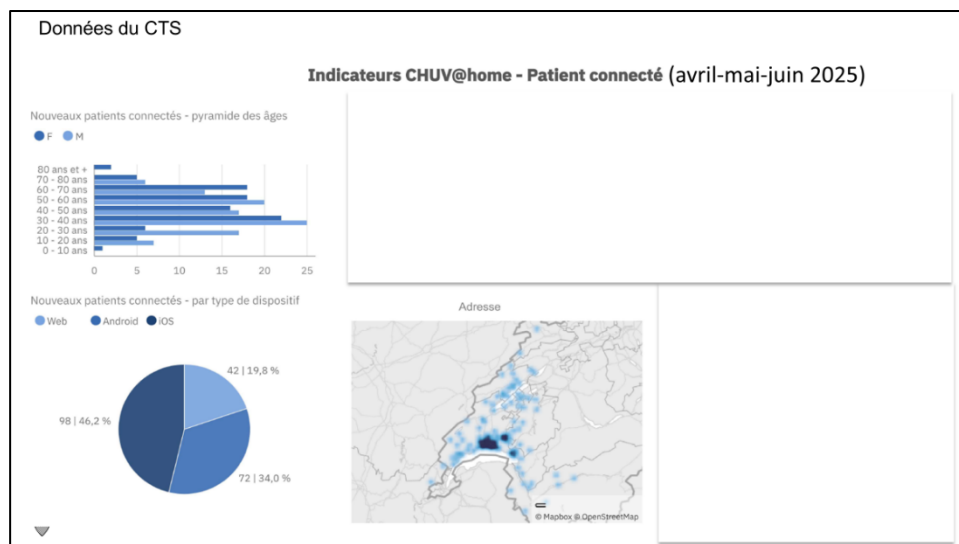 Données du CTS
Indicateurs CHUV@home - Patient connecté (avril-mai-juin 2025)
Nouveaux patients connectés - pyramide des âges
F M
80 ans et +
70 - 80 ans
60 - 70 ans
50 - 60 ans
40 - 50 ans
30 - 40 ans
20 - 30 ans
10 - 20 ans
0 - 10 ans
0 5 10 15 20 25
Nouveaux patients connectés - par type de dispositif
Web Android iOS
42 | 19,8 %
98 | 46,2 %
72 | 34,0 %
Adresse
© Mapbox © OpenStreetMap